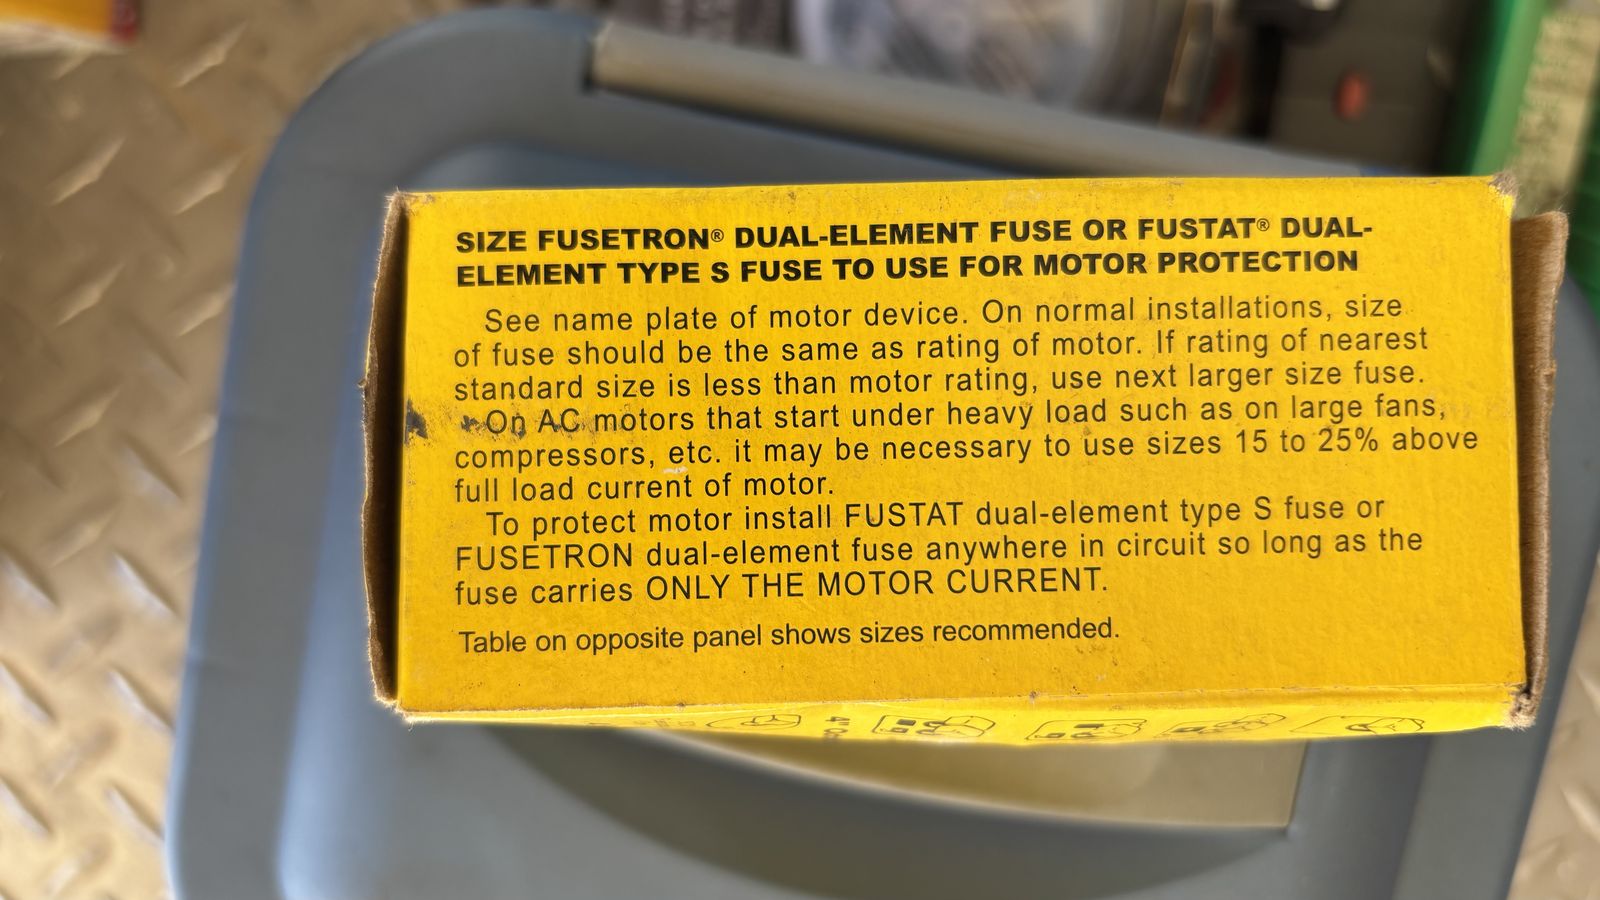 SIZE FUSETRON® DUAL-ELEMENT FUSE OR FUSTAT® DUAL-
ELEMENT TYPE S FUSE TO USE FOR MOTOR PROTECTION
See name plate of motor device. On normal installations, size
of fuse should be the same as rating of motor. If rating of nearest
standard size is less than motor rating, use next larger size fuse.
On AC motors that start under heavy load such as on large fans,
compressors, etc. it may be necessary to use sizes 15 to 25% above
full load current of motor.
To protect motor install FUSTAT dual-element type S fuse or
FUSETRON dual-element fuse anywhere in circuit so long as the
fuse carries ONLY THE MOTOR CURRENT.
Table on opposite panel shows sizes recommended.